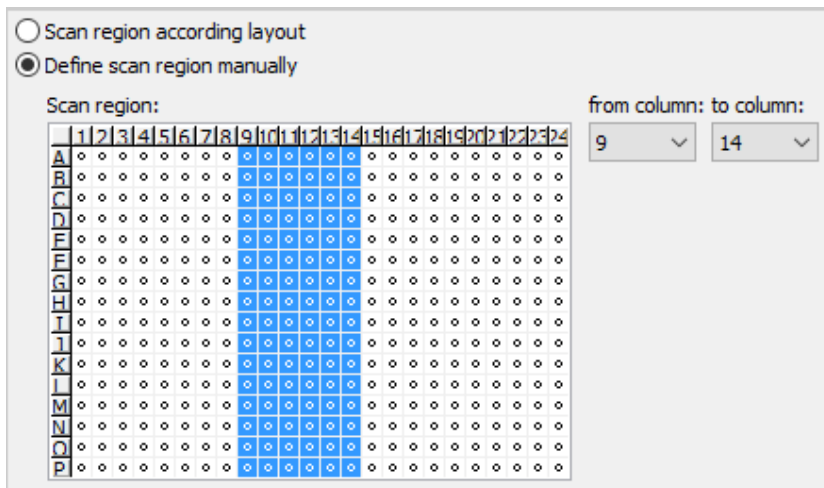 Scan region according layout
Define scan region manually
Scan region:
from column: to column:
1 2 3 4 5 6 7 8 9 10 11 12 13 14 15 16 17 18 19 20 21 22 23 24
9 14
A
B
C
D
E
F
G
H
I
J
K
L
M
N
O
P